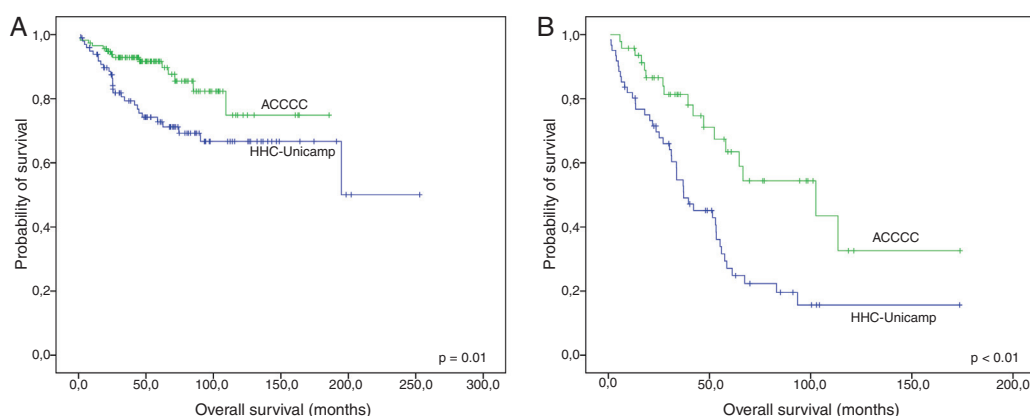 A
Probability of survival
1,0
0,8
0,6
0,4
0,2
0,0
ACCCC
HHC-Unicamp
p = 0.01
0,0 50,0 100,0 150,0 200,0 250,0 300,0
Overall survival (months)
B
Probability of survival
1,0
0,8
0,6
0,4
0,2
0,0
ACCCC
HHC-Unicamp
p < 0.01
0,0 50,0 100,0 150,0 200,0
Overall survival (months)